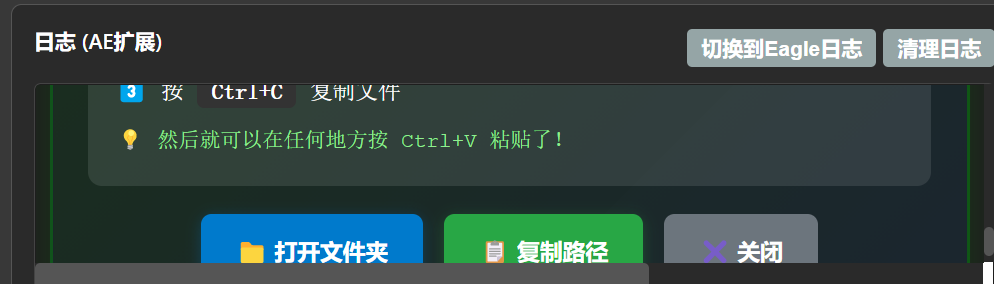 日志 (AE扩展)
切换到Eagle日志 清理日志
3 按 Ctrl+C 复制文件
💡 然后就可以在任何地方按 Ctrl+V 粘贴了!
📁 打开文件夹 📋 复制路径 ❌ 关闭